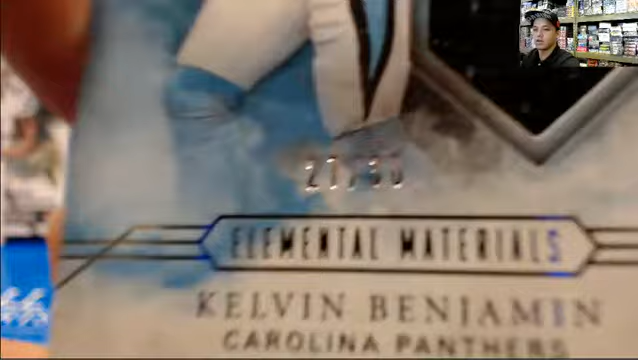 ELEMENTAL MATERIALS
KELVIN BENJAMIN
CAROLINA PANTHERS